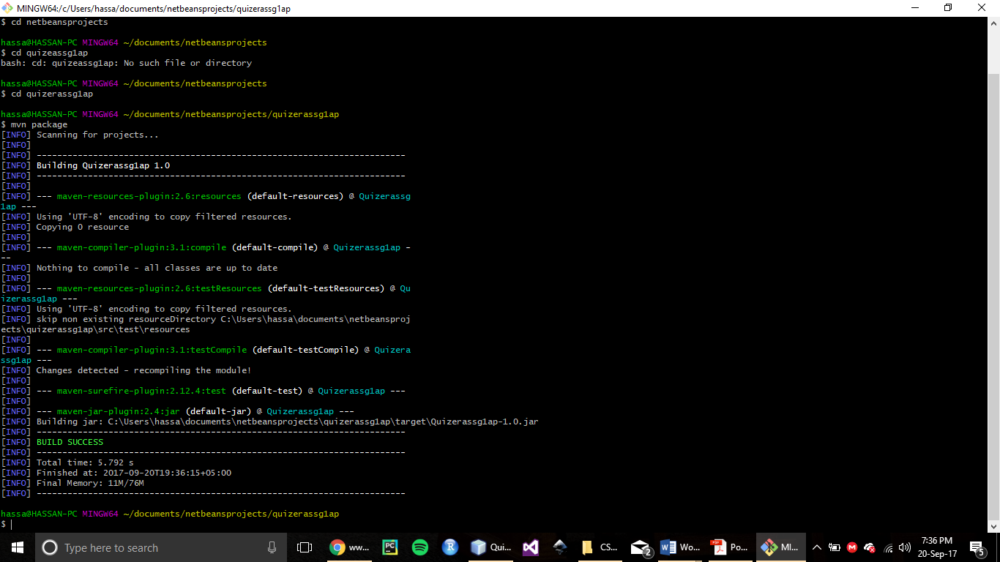 MINGW64:/c/Users/hassa/documents/netbeansprojects/quizerassg1ap
$ cd netbeansprojects
hassa@HASSAN-PC MINGW64 ~/documents/netbeansprojects
$ cd quizeassg1ap
bash: cd: quizeassg1ap: No such file or directory
hassa@HASSAN-PC MINGW64 ~/documents/netbeansprojects
$ cd quizerassg1ap
hassa@HASSAN-PC MINGW64 ~/documents/netbeansprojects/quizerassg1ap
$ mvn package
[INFO] Scanning for projects...
[INFO]
[INFO] ------------------------------------------------------------------------
[INFO] Building Quizerassg1ap 1.0
[INFO] ------------------------------------------------------------------------
[INFO]
[INFO] --- maven-resources-plugin:2.6:resources (default-resources) @ Quizerassg
1ap ---
[INFO] Using 'UTF-8' encoding to copy filtered resources.
[INFO] Copying 0 resource
[INFO]
[INFO] --- maven-compiler-plugin:3.1:compile (default-compile) @ Quizerassg1ap -
--
[INFO] Nothing to compile - all classes are up to date
[INFO]
[INFO] --- maven-resources-plugin:2.6:testResources (default-testResources) @ Qu
izerassg1ap ---
[INFO] Using 'UTF-8' encoding to copy filtered resources.
[INFO] skip non existing resourceDirectory C:\Users\hassa\documents\netbeansproj
ects\quizerassg1ap\src\test\resources
[INFO]
[INFO] --- maven-compiler-plugin:3.1:testCompile (default-testCompile) @ Quizera
ssg1ap ---
[INFO] Changes detected - recompiling the module!
[INFO]
[INFO] --- maven-surefire-plugin:2.12.4:test (default-test) @ Quizerassg1ap ---
[INFO]
[INFO] --- maven-jar-plugin:2.4:jar (default-jar) @ Quizerassg1ap ---
[INFO] Building jar: C:\Users\hassa\documents\netbeansprojects\quizerassg1ap\target\Quizerassg1ap-1.0.jar
[INFO] ------------------------------------------------------------------------
[INFO] BUILD SUCCESS
[INFO] ------------------------------------------------------------------------
[INFO] Total time: 5.792 s
[INFO] Finished at: 2017-09-20T19:36:15+05:00
[INFO] Final Memory: 11M/76M
[INFO] ------------------------------------------------------------------------
hassa@HASSAN-PC MINGW64 ~/documents/netbeansprojects/quizerassg1ap
$
Type here to search
ww...
PC
R
Qui...
CS...
2
Wo...
Po...
MI...
7:36 PM
20-Sep-17
5